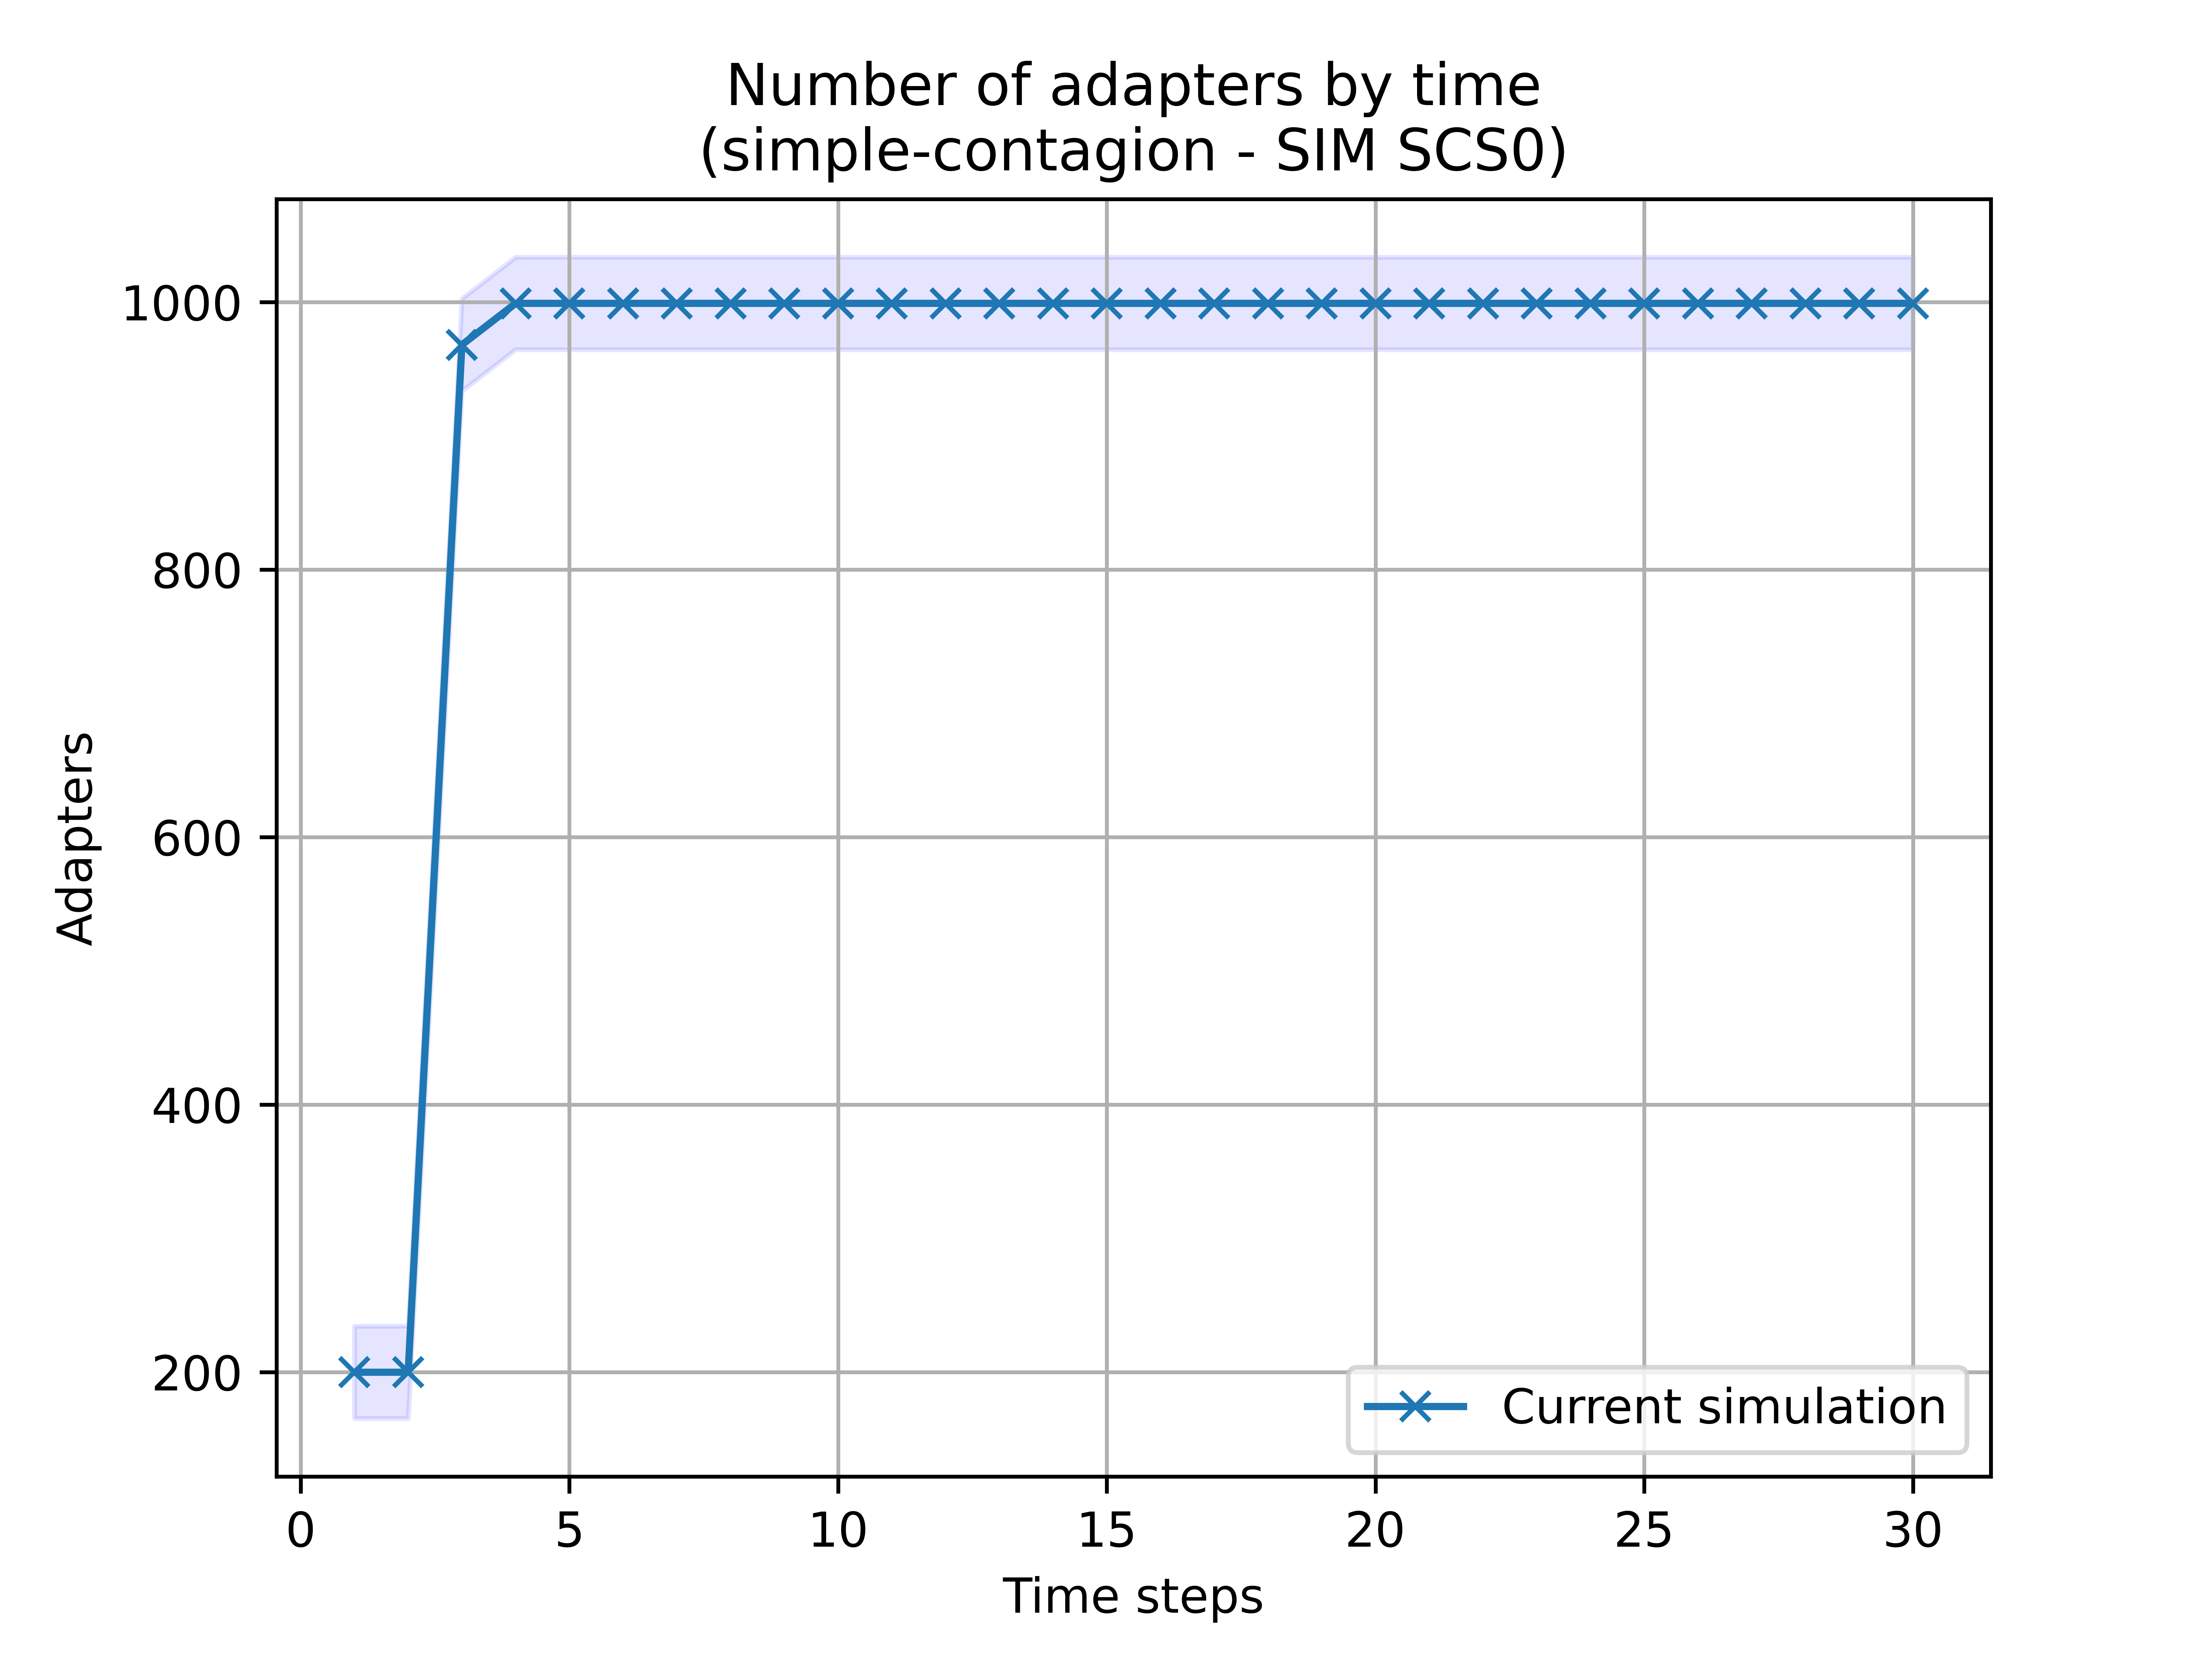 Number of adapters by time
(simple-contagion - SIM SCS0)
1000
800
600
400
200
Adapters
Current simulation
0 5 10 15 20 25 30
Time steps